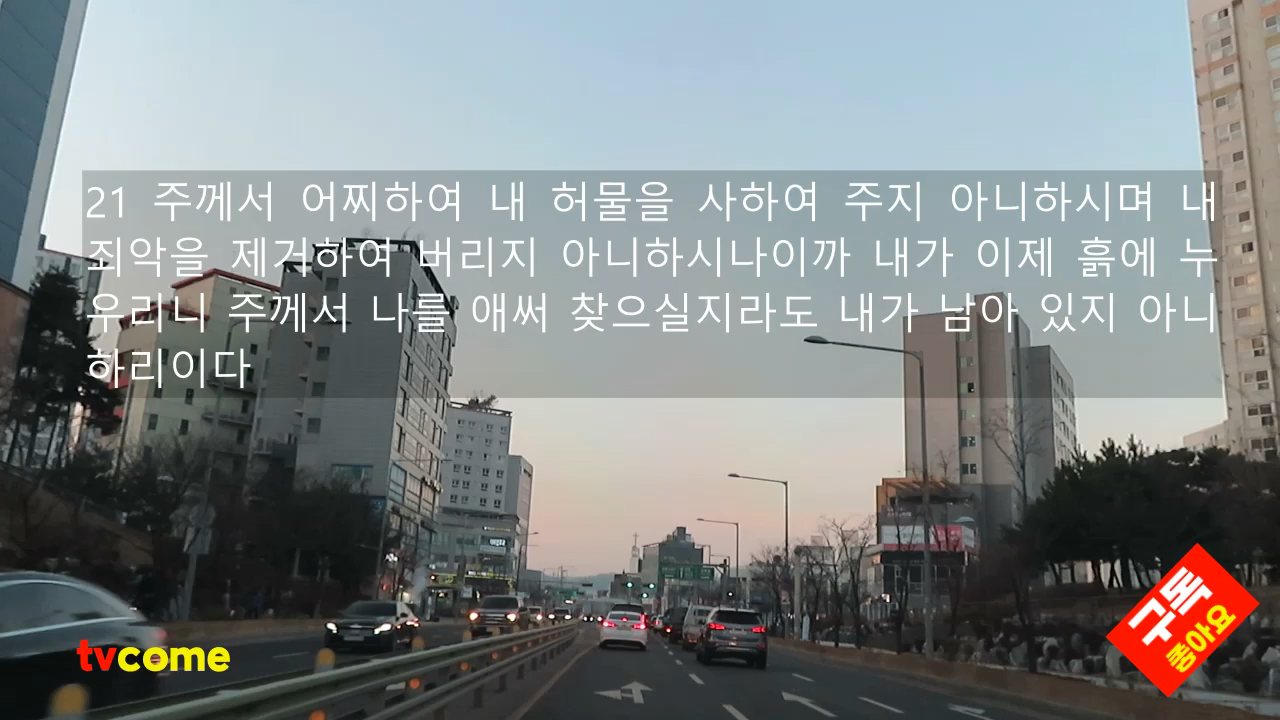 21 주께서 어찌하여 내 허물을 사하여 주지 아니하시며 내
죄악을 제거하여 버리지 아니하시나이까 내가 이제 흙에 누
우리니 주께서 나를 애써 찾으실지라도 내가 남아 있지 아니
하리이다
tvcome
구독
좋아요